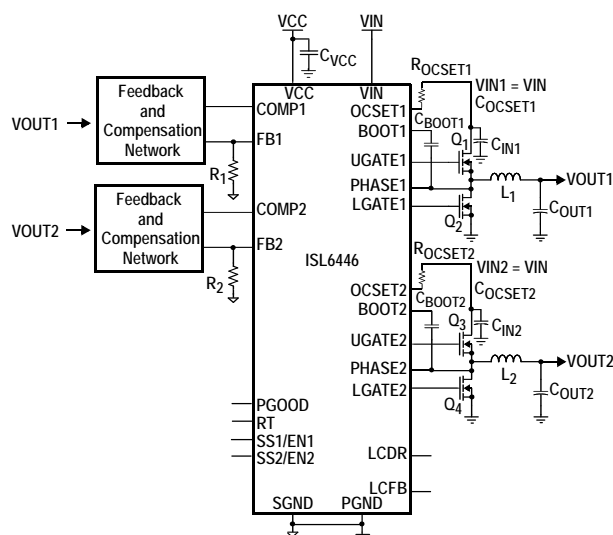 VCC
VIN
CVCC
ROCSET1
VCC
VIN
OCSET1
VIN1 = VIN
COCSET1
Feedback
and
Compensation
Network
VOUT1
COMP1
FB1
R1
BOOT1
CBOOT1
Q1
CIN1
UGATE1
PHASE1
L1
VOUT1
LGATE1
Q2
COUT1
Feedback
and
Compensation
Network
VOUT2
COMP2
FB2
R2
ISL6446
ROCSET2
VIN2 = VIN
COCSET2
OCSET2
BOOT2
CBOOT2
Q3
CIN2
UGATE2
PHASE2
L2
VOUT2
LGATE2
Q4
COUT2
PGOOD
RT
SS1/EN1
SS2/EN2
LCDR
LCFB
SGND
PGND